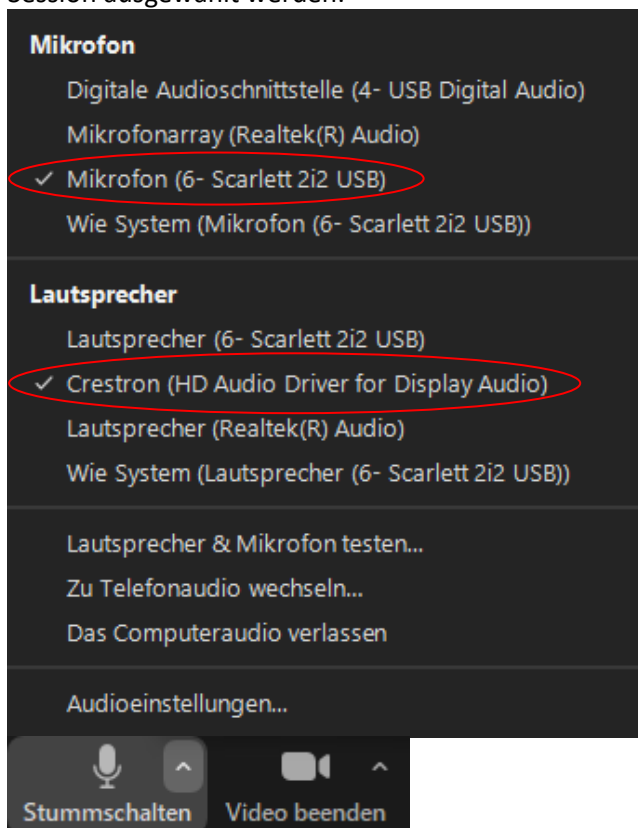 Session ausgewählt werden.
Mikrofon
Digitale Audioschnittstelle (4- USB Digital Audio)
Mikrofonarray (Realtek(R) Audio)
Mikrofon (6- Scarlett 2i2 USB)
Wie System (Mikrofon (6- Scarlett 2i2 USB))
Lautsprecher
Lautsprecher (6- Scarlett 2i2 USB)
Crestron (HD Audio Driver for Display Audio)
Lautsprecher (Realtek(R) Audio)
Wie System (Lautsprecher (6- Scarlett 2i2 USB))
Lautsprecher & Mikrofon testen...
Zu Telefonaudio wechseln...
Das Computeraudio verlassen
Audioeinstellungen...
Stummschalten Video beenden